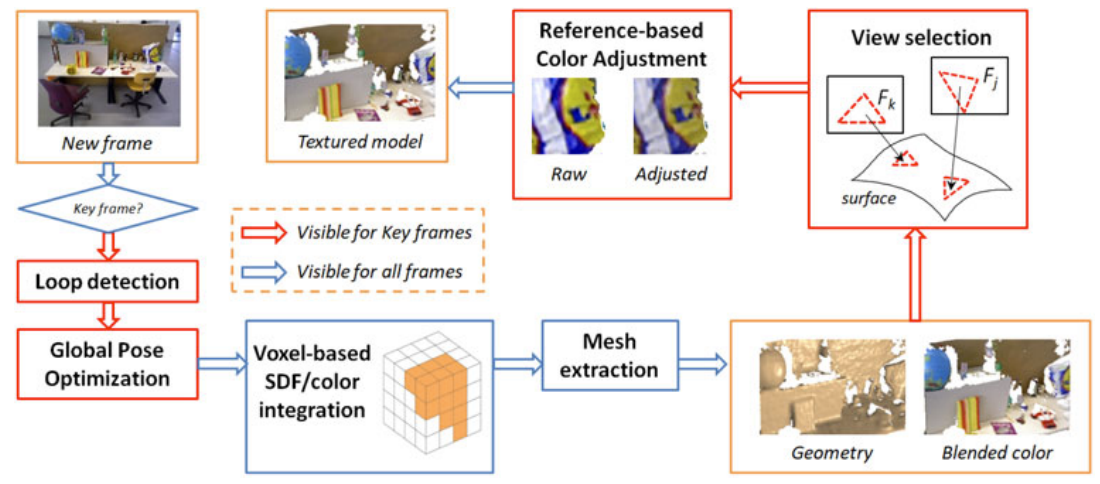 New frame
Key frame?
Loop detection
Global Pose
Optimization
Voxel-based
SDF/color
integration
Mesh
extraction
Geometry
Blended color
View selection
Fk
Fj
surface
Reference-based
Color Adjustment
Raw
Adjusted
Textured model
Visible for Key frames
Visible for all frames